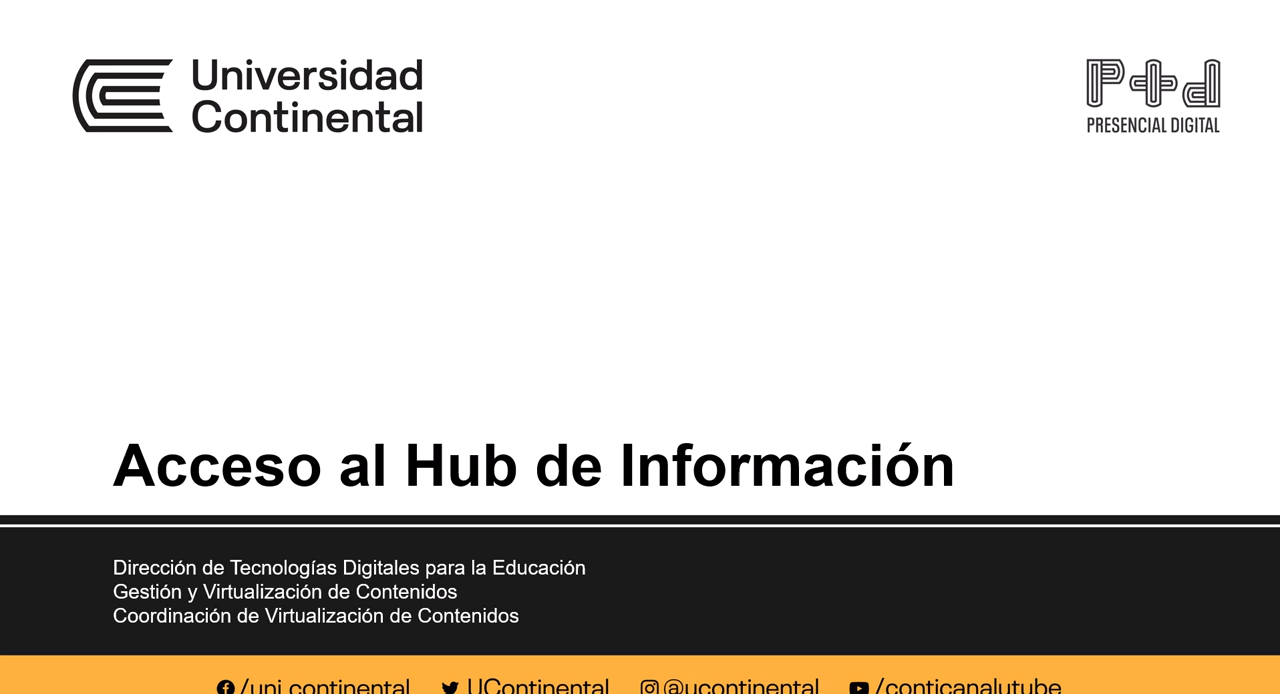 Universidad
Continental
P+d
PRESENCIAL DIGITAL
Acceso al Hub de Información
Dirección de Tecnologías Digitales para la Educación
Gestión y Virtualización de Contenidos
Coordinación de Virtualización de Contenidos
/uni.continental UContinental @ucontinental /conticanalutube